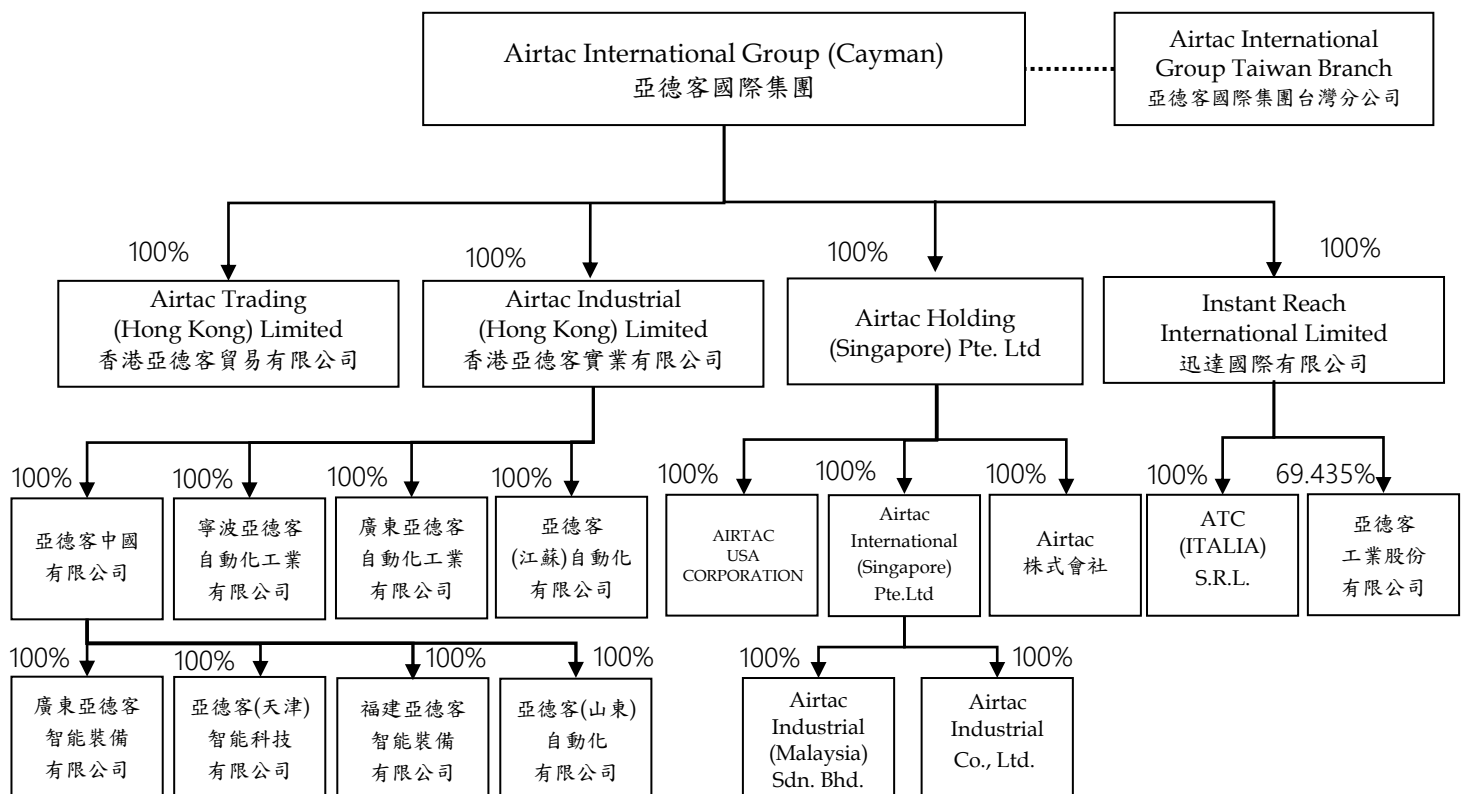 Airtac International Group (Cayman)
亞德客國際集團
Airtac International
Group Taiwan Branch
亞德客國際集團台灣分公司
100%
100%
100%
100%
Airtac Trading
(Hong Kong) Limited
香港亞德客貿易有限公司
Airtac Industrial
(Hong Kong) Limited
香港亞德客實業有限公司
Airtac Holding
(Singapore) Pte. Ltd
Instant Reach
International Limited
迅達國際有限公司
100%
100%
100%
100%
100%
100%
100%
100%
69.435%
亞德客中國
有限公司
寧波亞德客
自動化工業
有限公司
廣東亞德客
自動化工業
有限公司
亞德客
(江蘇)自動化
有限公司
AIRTAC
USA
CORPORATION
Airtac
International
(Singapore)
Pte.Ltd
Airtac
株式會社
ATC
(ITALIA)
S.R.L.
亞德客
工業股份
有限公司
100%
100%
100%
100%
100%
100%
廣東亞德客
智能裝備
有限公司
亞德客(天津)
智能科技
有限公司
福建亞德客
智能裝備
有限公司
亞德客(山東)
自動化
有限公司
Airtac
Industrial
(Malaysia)
Sdn. Bhd.
Airtac
Industrial
Co., Ltd.